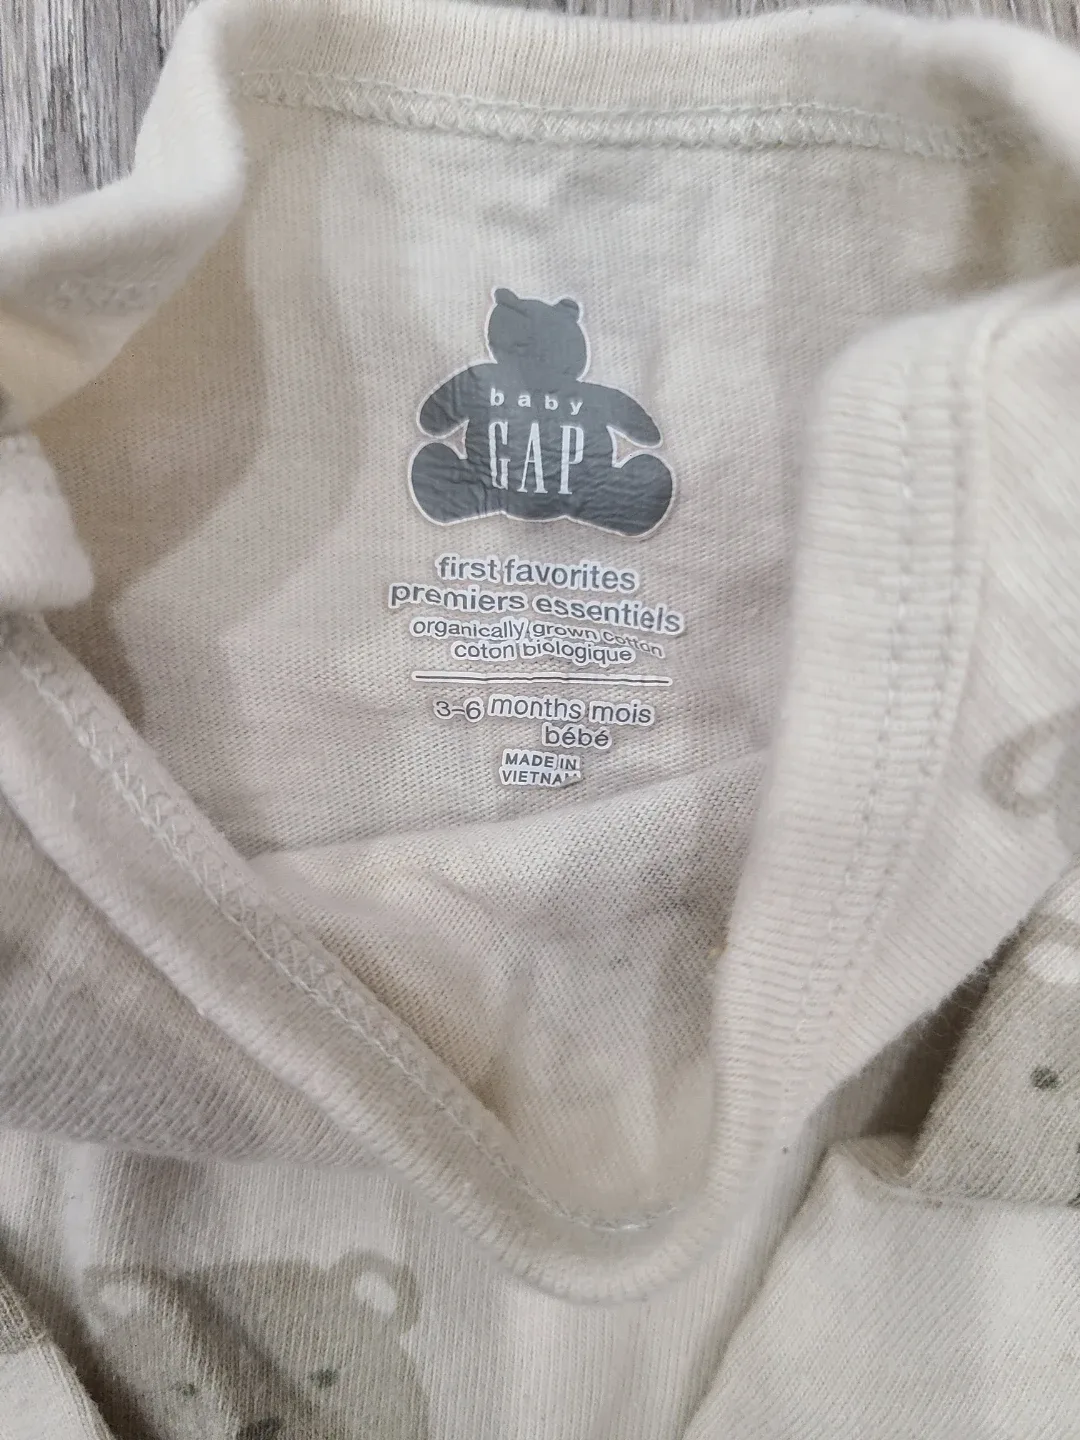 baby
GAP
first favorites
premiers essentiels
organically grown cotton
coton biologique
3-6 months mois
bébé
MADE IN
VIETNAM